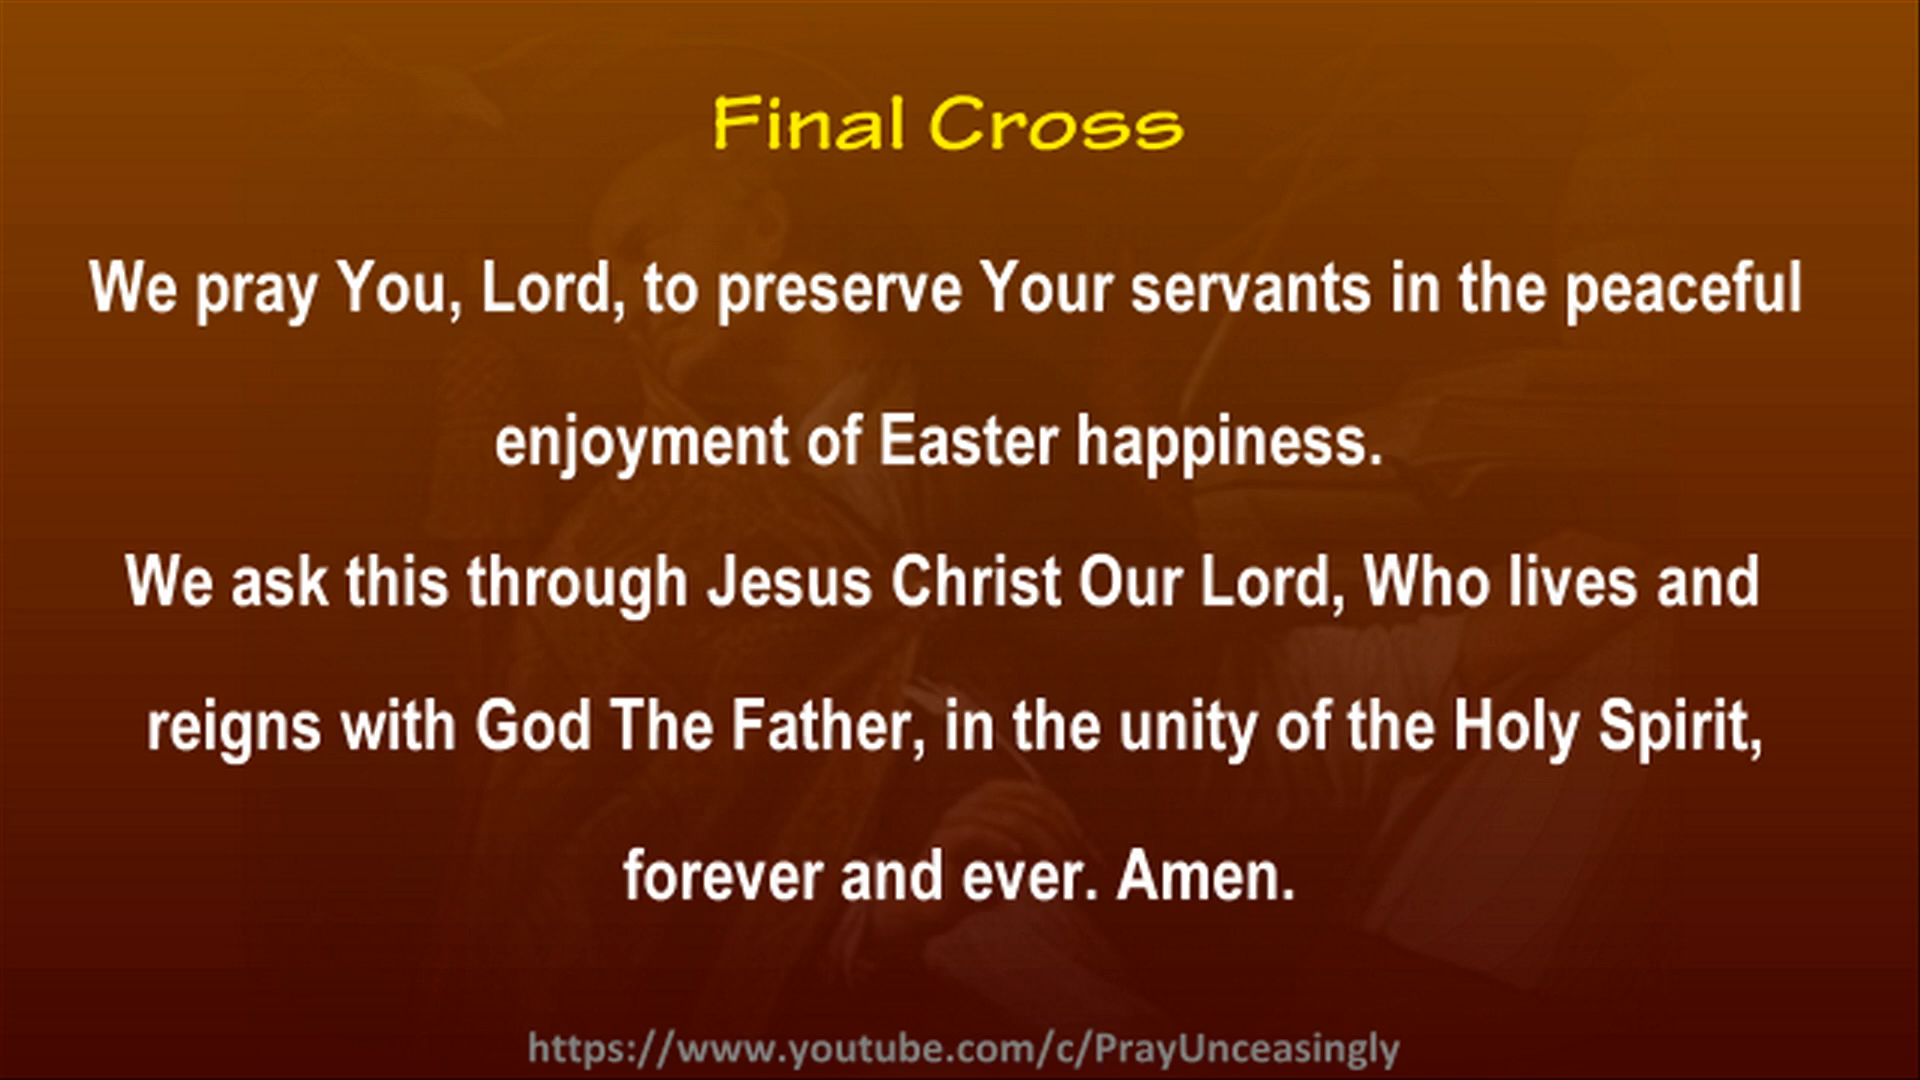 Final Cross
We pray You, Lord, to preserve Your servants in the peaceful
enjoyment of Easter happiness.
We ask this through Jesus Christ Our Lord, Who lives and
reigns with God The Father, in the unity of the Holy Spirit,
forever and ever. Amen.
https://www.youtube.com/c/PrayUnceasingly